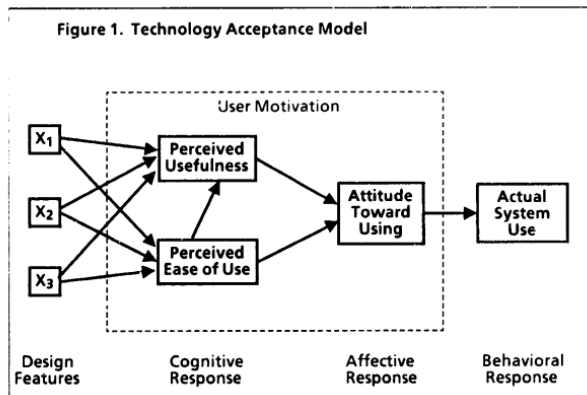 Figure 1. Technology Acceptance Model
User Motivation
X1
X2
X3
Perceived
Usefulness
Perceived
Ease of Use
Attitude
Toward
Using
Actual
System
Use
Design
Features
Cognitive
Response
Affective
Response
Behavioral
Response